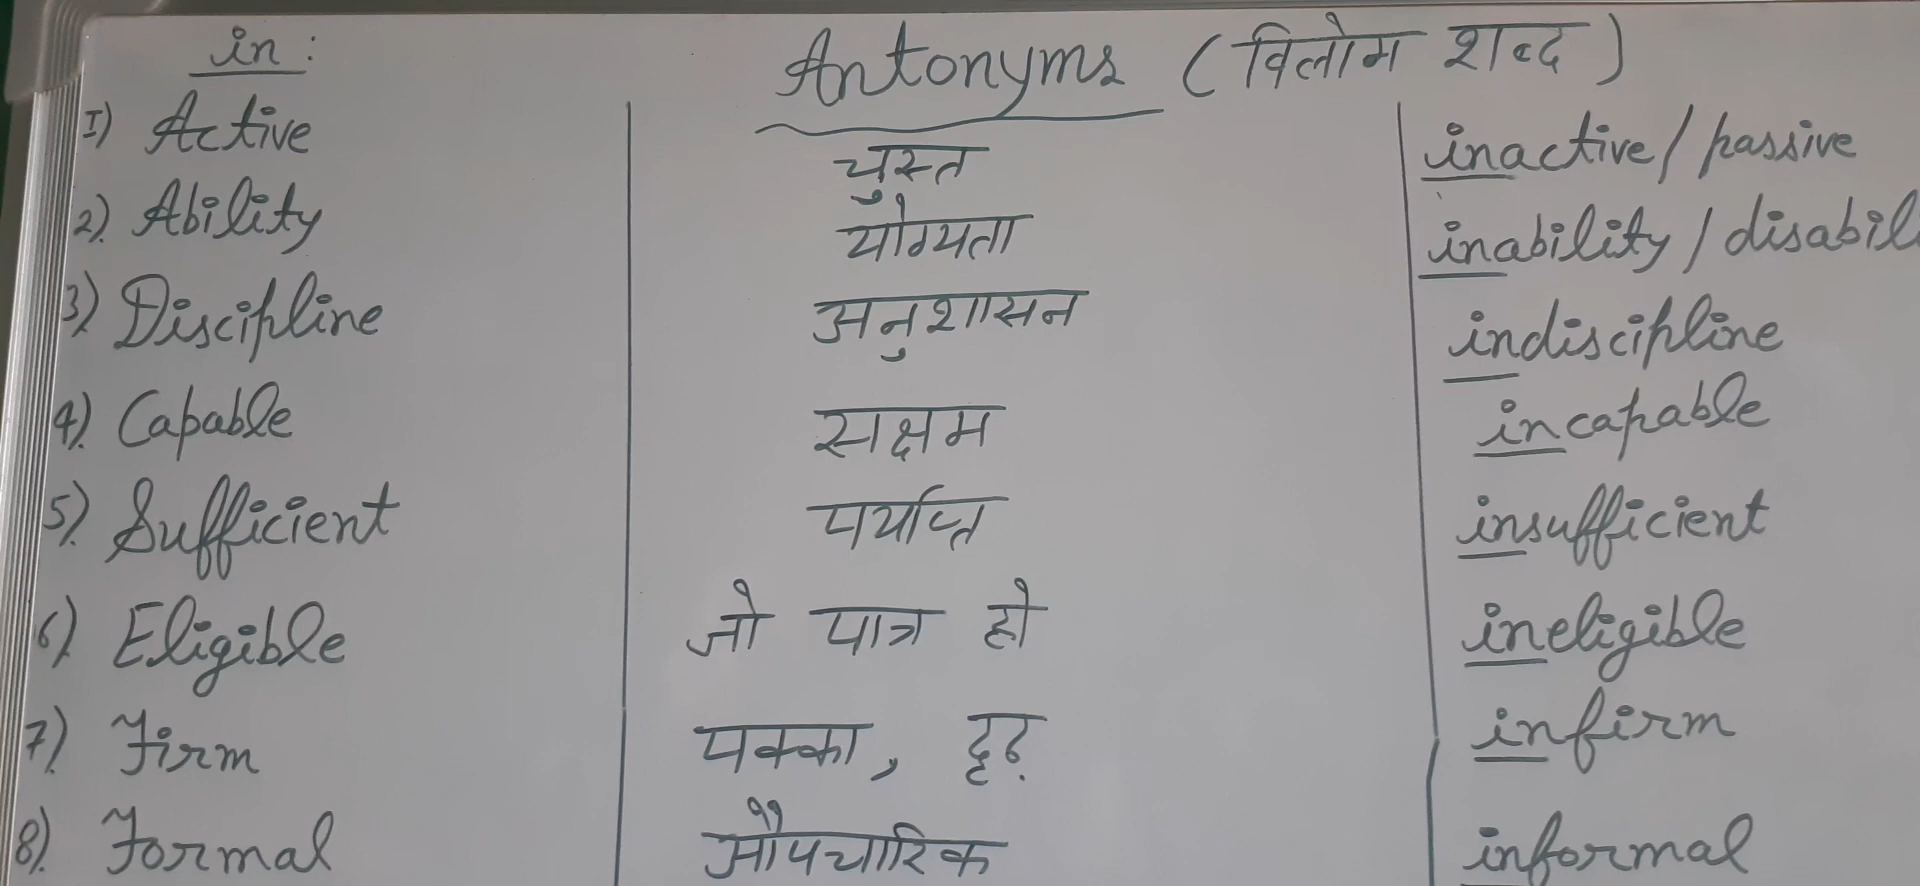 in : Antonyms (विलोम शब्द)
1) Active चुस्त inactive / passive
2). Ability योग्यता inability / disabil
3) Discipline अनुशासन indiscipline
4). Capable सक्षम incapable
5). Sufficient पर्याप्त insufficient
6). Eligible जो पात्र हो ineligible
7). Firm पक्का, दृढ़ infirm
8). Formal औपचारिक informal